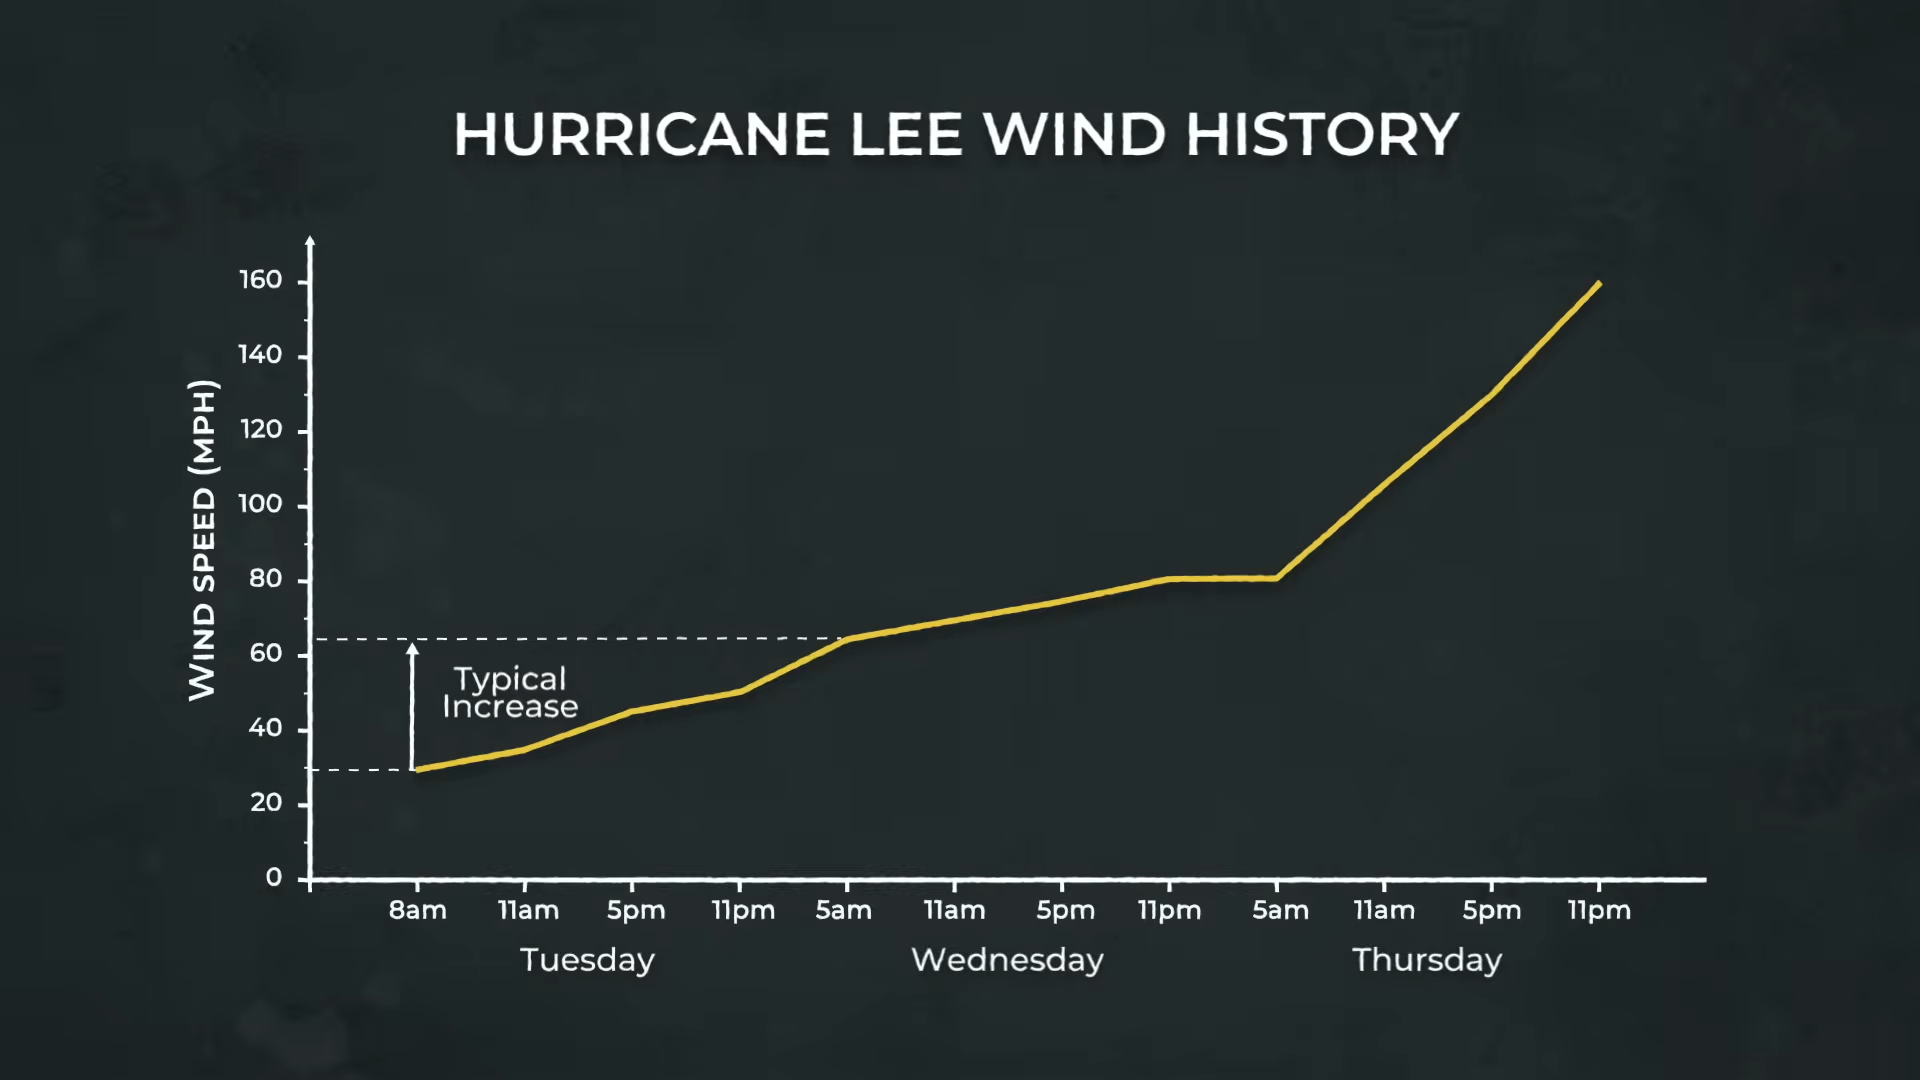 HURRICANE LEE WIND HISTORY
WIND SPEED (MPH)
160
140
120
100
80
60
40
20
0
Typical
Increase
8am 11am 5pm 11pm 5am 11am 5pm 11pm 5am 11am 5pm 11pm
Tuesday Wednesday Thursday